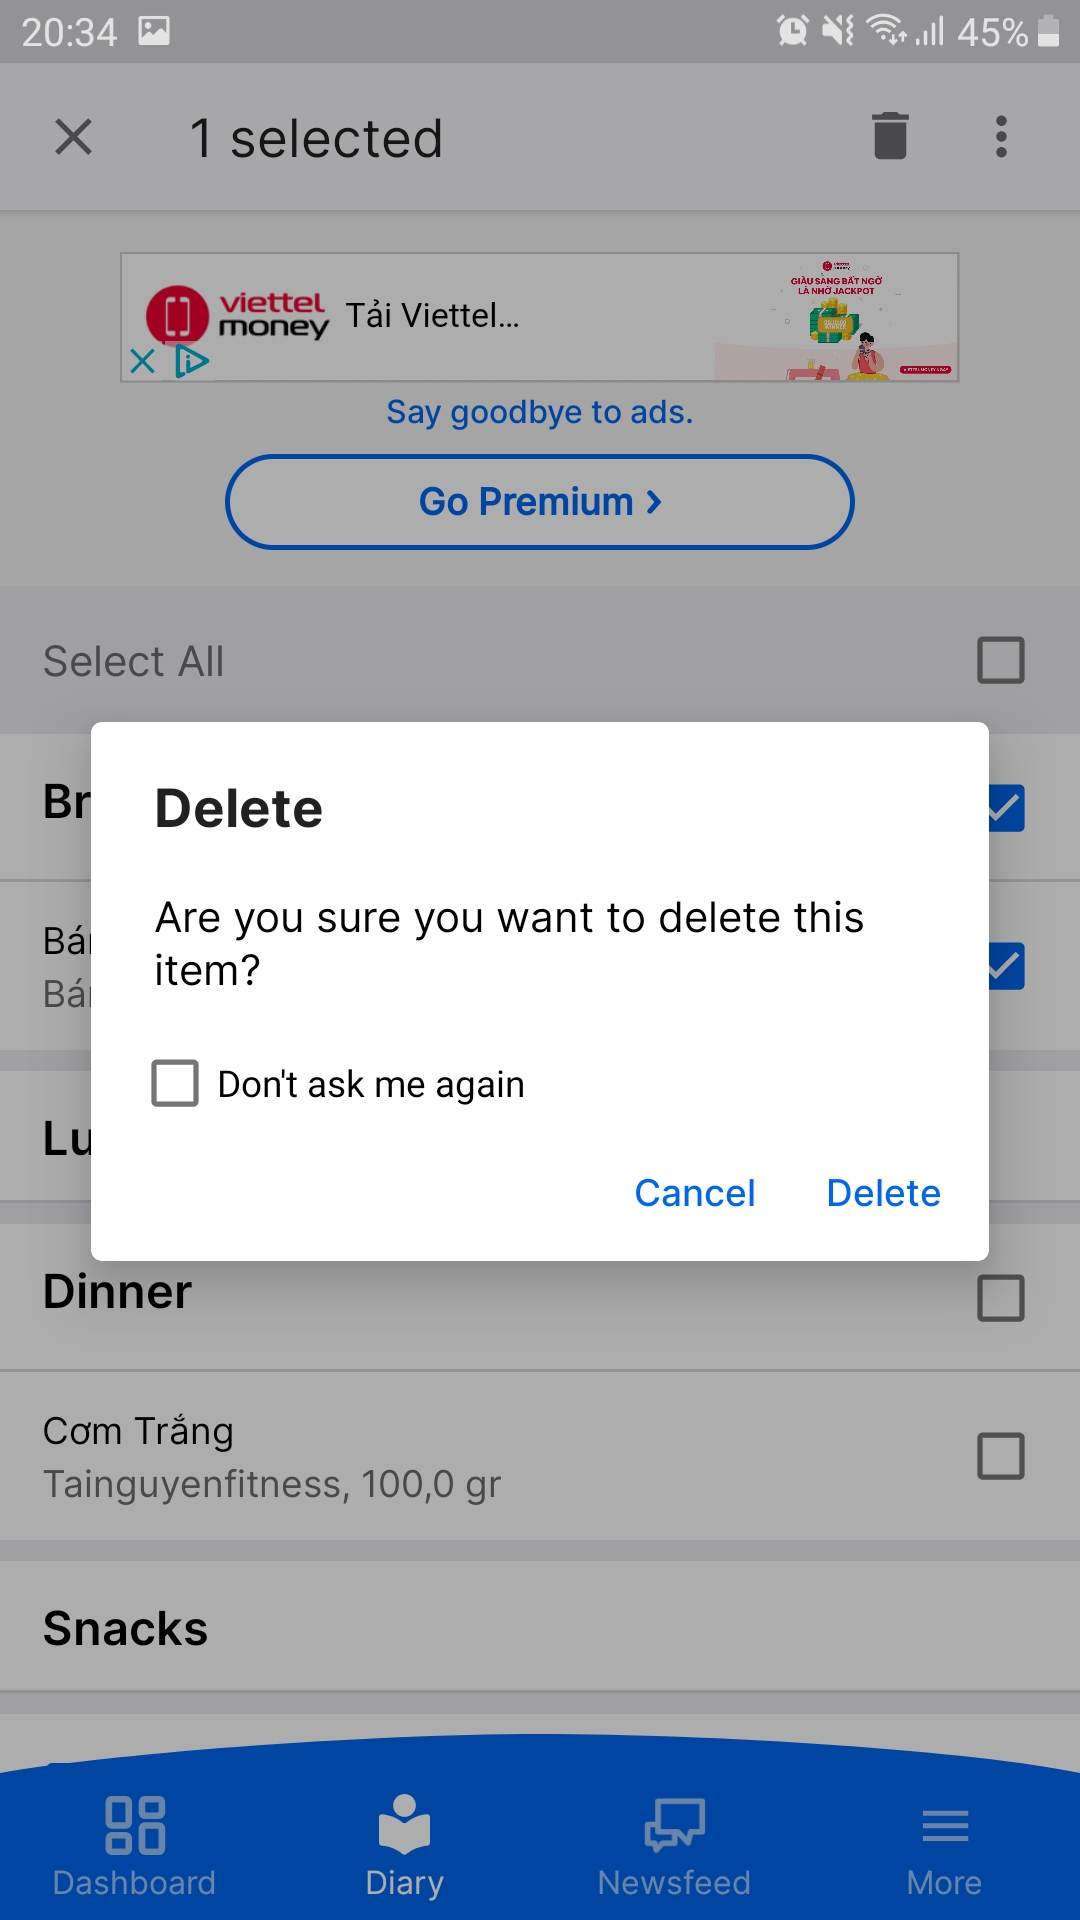 20:34
45%
1 selected
viettel
money
Tải Viettel...
GIÀU SANG BẤT NGỜ
LÀ NHỜ JACKPOT
Say goodbye to ads.
Go Premium ›
Select All
Br
Bá
Bá
Lu
Delete
Are you sure you want to delete this
item?
Don't ask me again
Cancel
Delete
Dinner
Cơm Trắng
Tainguyenfitness, 100,0 gr
Snacks
Dashboard
Diary
Newsfeed
More